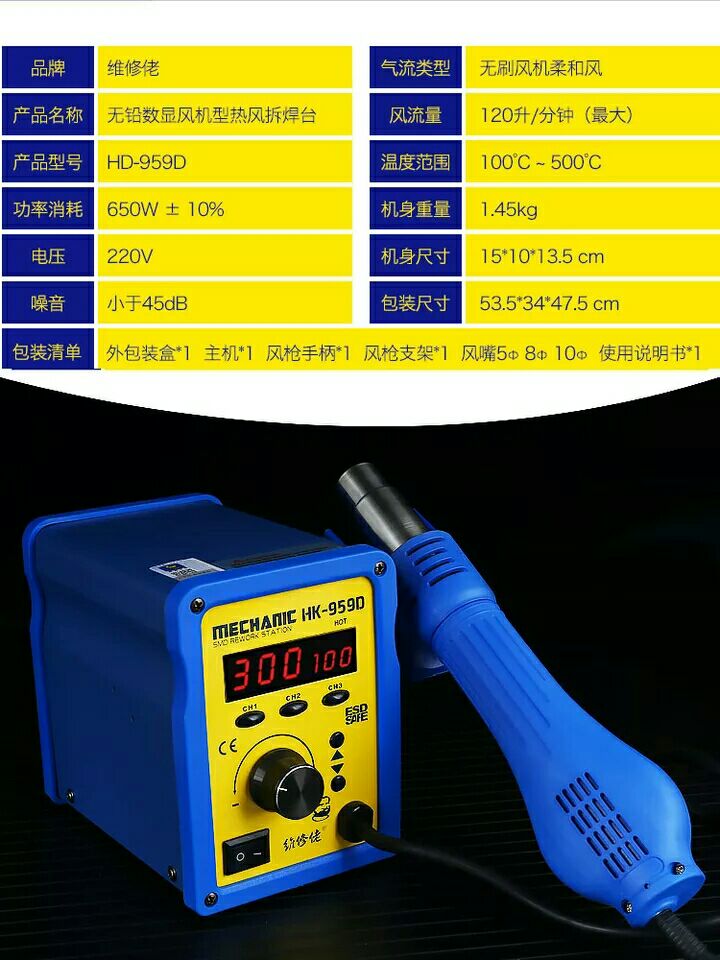 品牌 维修佬 气流类型 无刷风机柔和风
产品名称 无铅数显风机型热风拆焊台 风流量 120升/分钟（最大）
产品型号 HD-959D 温度范围 100℃ ~ 500℃
功率消耗 650W ± 10% 机身重量 1.45kg
电压 220V 机身尺寸 15*10*13.5 cm
噪音 小于45dB 包装尺寸 53.5*34*47.5 cm
包装清单 外包装盒*1 主机*1 风枪手柄*1 风枪支架*1 风嘴5Φ 8Φ 10Φ 使用说明书*1
MECHANIC HK-959D
SMD REWORK STATION HOT
300 100
CH1 CH2 CH3
ESD
SAFE
CE
维修佬